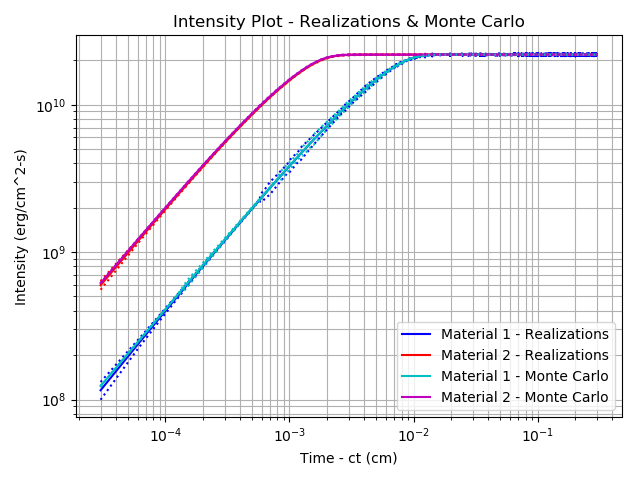 Intensity Plot - Realizations & Monte Carlo
Intensity (erg/cm^2-s)
10^10
10^9
10^8
Material 1 - Realizations
Material 2 - Realizations
Material 1 - Monte Carlo
Material 2 - Monte Carlo
10^-4 10^-3 10^-2 10^-1
Time - ct (cm)